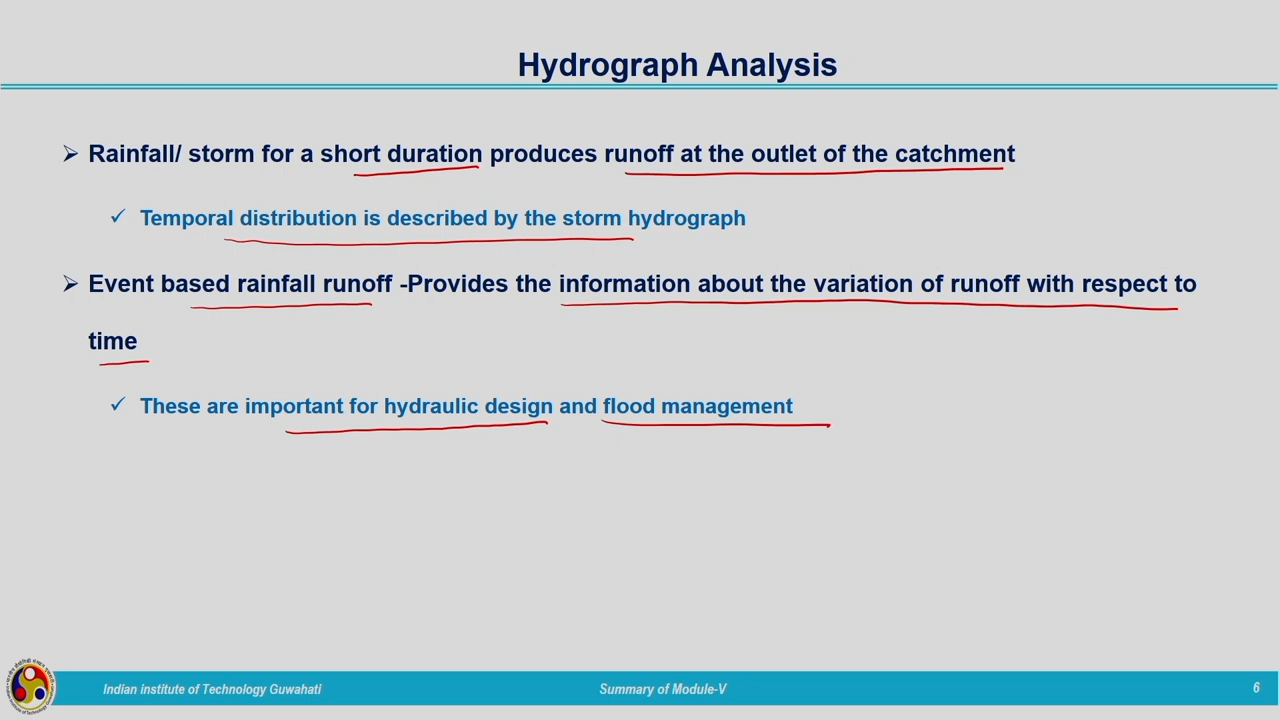 Hydrograph Analysis
Rainfall/ storm for a short duration produces runoff at the outlet of the catchment
Temporal distribution is described by the storm hydrograph
Event based rainfall runoff -Provides the information about the variation of runoff with respect to
time
These are important for hydraulic design and flood management
Indian institute of Technology Guwahati
Summary of Module-V
6